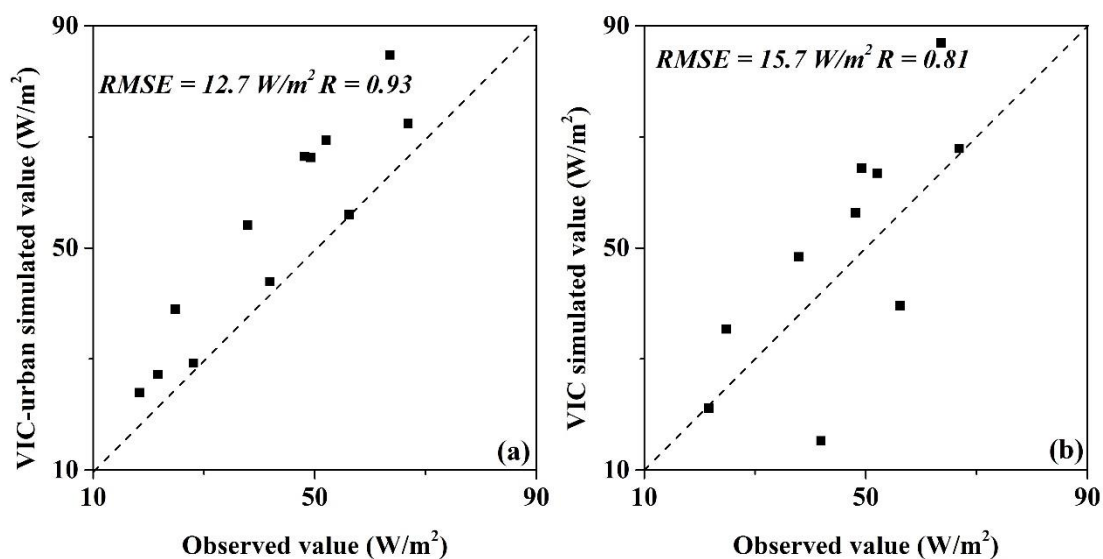 90
RMSE = 12.7 W/m² R = 0.93
VIC-urban simulated value (W/m²)
50
10
(a)
10 50 90
Observed value (W/m²)
90
RMSE = 15.7 W/m² R = 0.81
VIC simulated value (W/m²)
50
10
(b)
10 50 90
Observed value (W/m²)